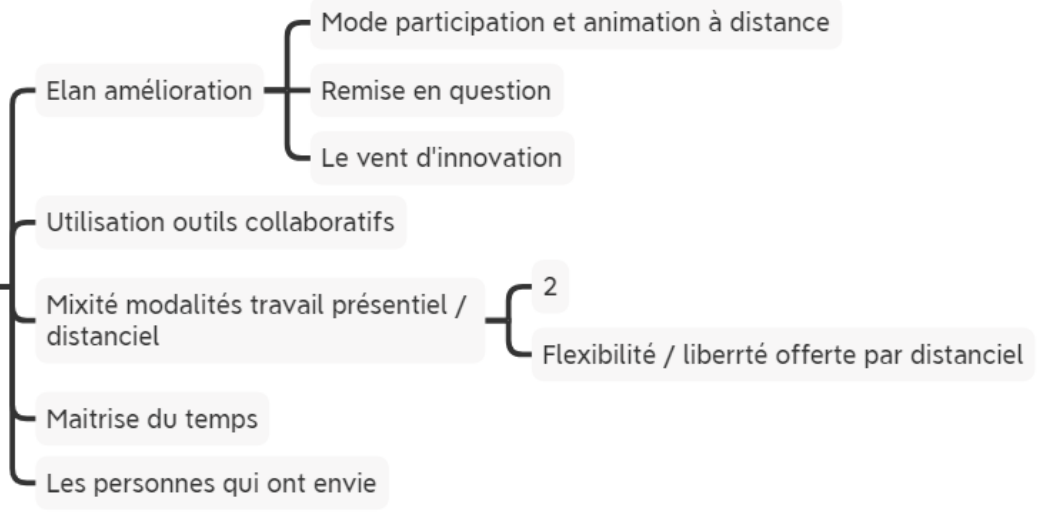 Mode participation et animation à distance
Elan amélioration
Remise en question
Le vent d'innovation
Utilisation outils collaboratifs
Mixité modalités travail présentiel /
distanciel
2
Flexibilité / liberrté offerte par distanciel
Maitrise du temps
Les personnes qui ont envie